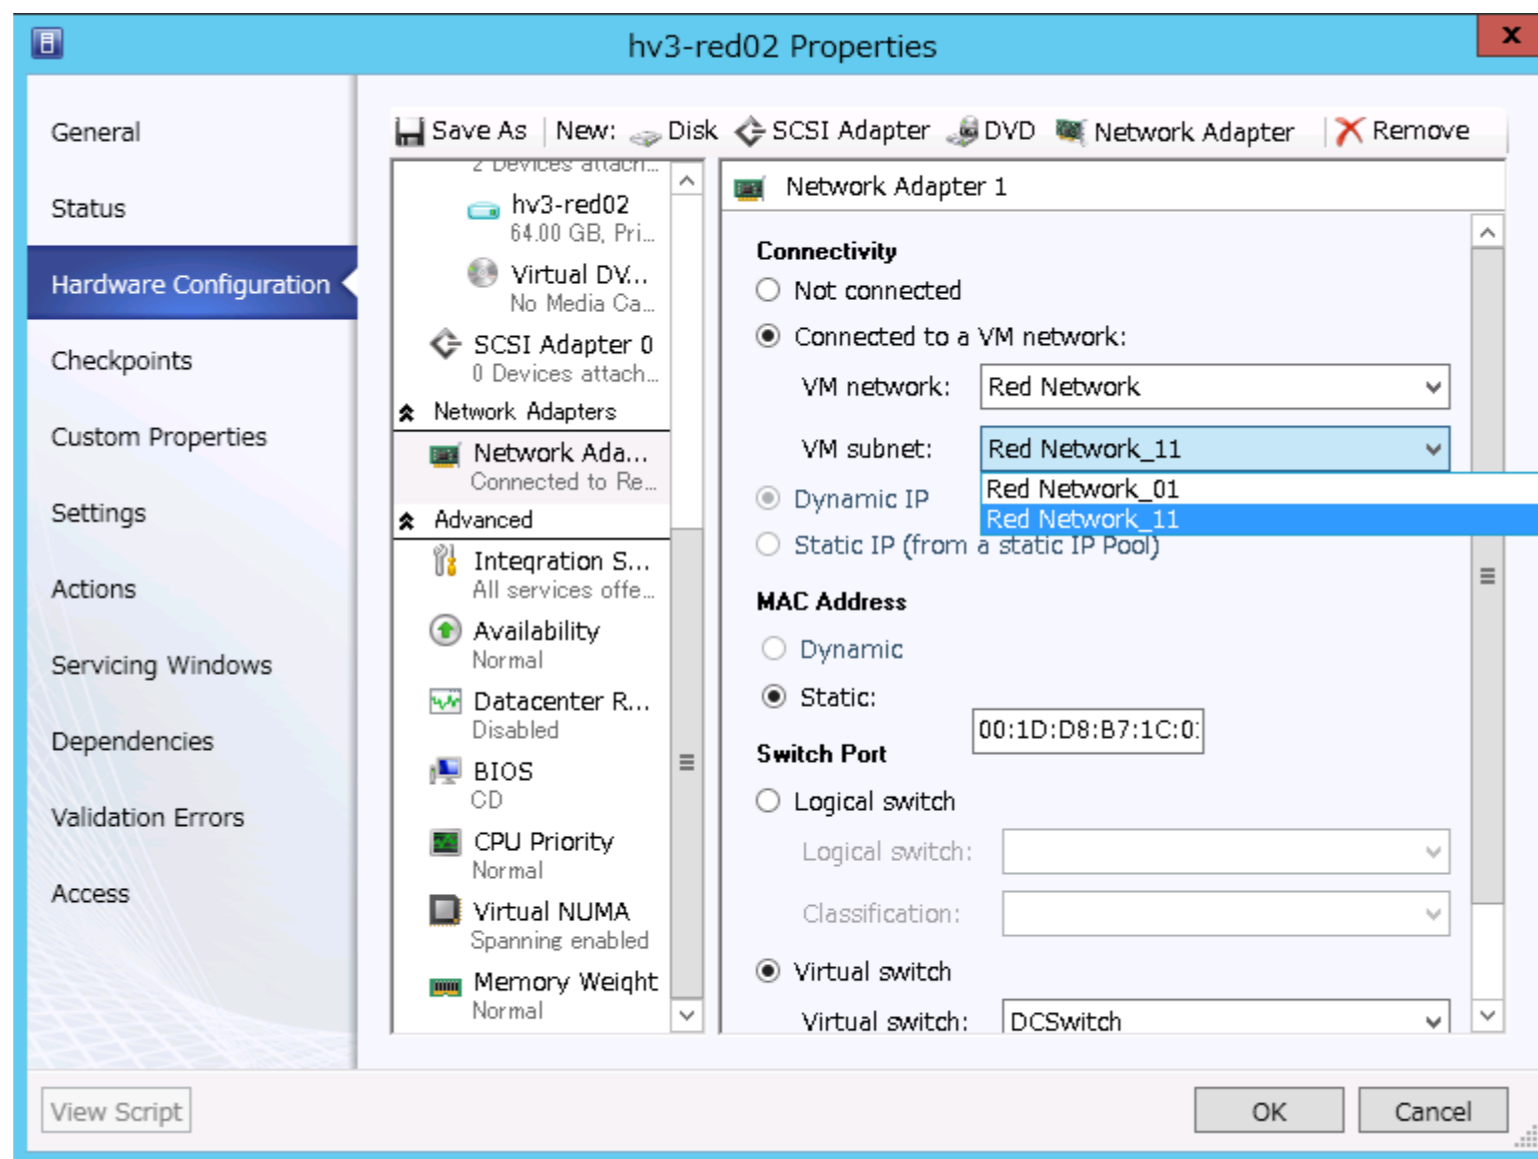 hv3-red02 Properties
x
General
Status
Hardware Configuration
Checkpoints
Custom Properties
Settings
Actions
Servicing Windows
Dependencies
Validation Errors
Access
Save As New: Disk SCSI Adapter DVD Network Adapter Remove
2 Devices attach...
hv3-red02
64.00 GB, Pri...
Virtual DV...
No Media Ca...
SCSI Adapter 0
0 Devices attach...
Network Adapters
Network Ada...
Connected to Re...
Advanced
Integration S...
All services offe...
Availability
Normal
Datacenter R...
Disabled
BIOS
CD
CPU Priority
Normal
Virtual NUMA
Spanning enabled
Memory Weight
Normal
Network Adapter 1
Connectivity
Not connected
Connected to a VM network:
VM network: Red Network
VM subnet: Red Network_11
Red Network_01
Red Network_11
Dynamic IP
Static IP (from a static IP Pool)
MAC Address
Dynamic
Static:
00:1D:D8:B7:1C:0
Switch Port
Logical switch
Logical switch:
Classification:
Virtual switch
Virtual switch: DCSwitch
View Script
OK
Cancel